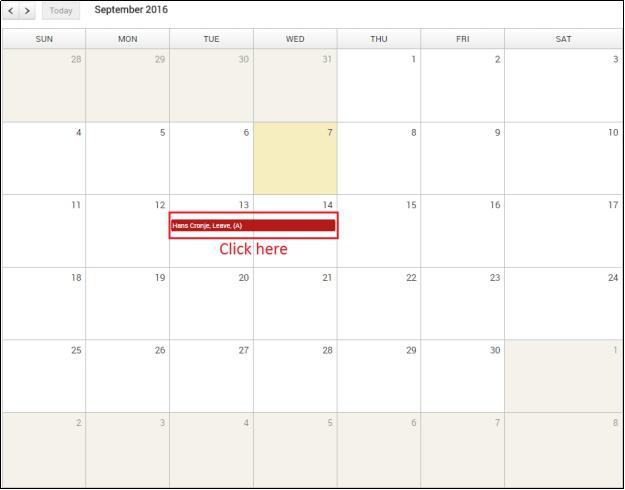 Today September 2016
SUN MON TUE WED THU FRI SAT
28 29 30 31 1 2 3
4 5 6 7 8 9 10
11 12 13 14 15 16 17
Hans Cronje, Leave, (A)
Click here
18 19 20 21 22 23 24
25 26 27 28 29 30 1
2 3 4 5 6 7 8